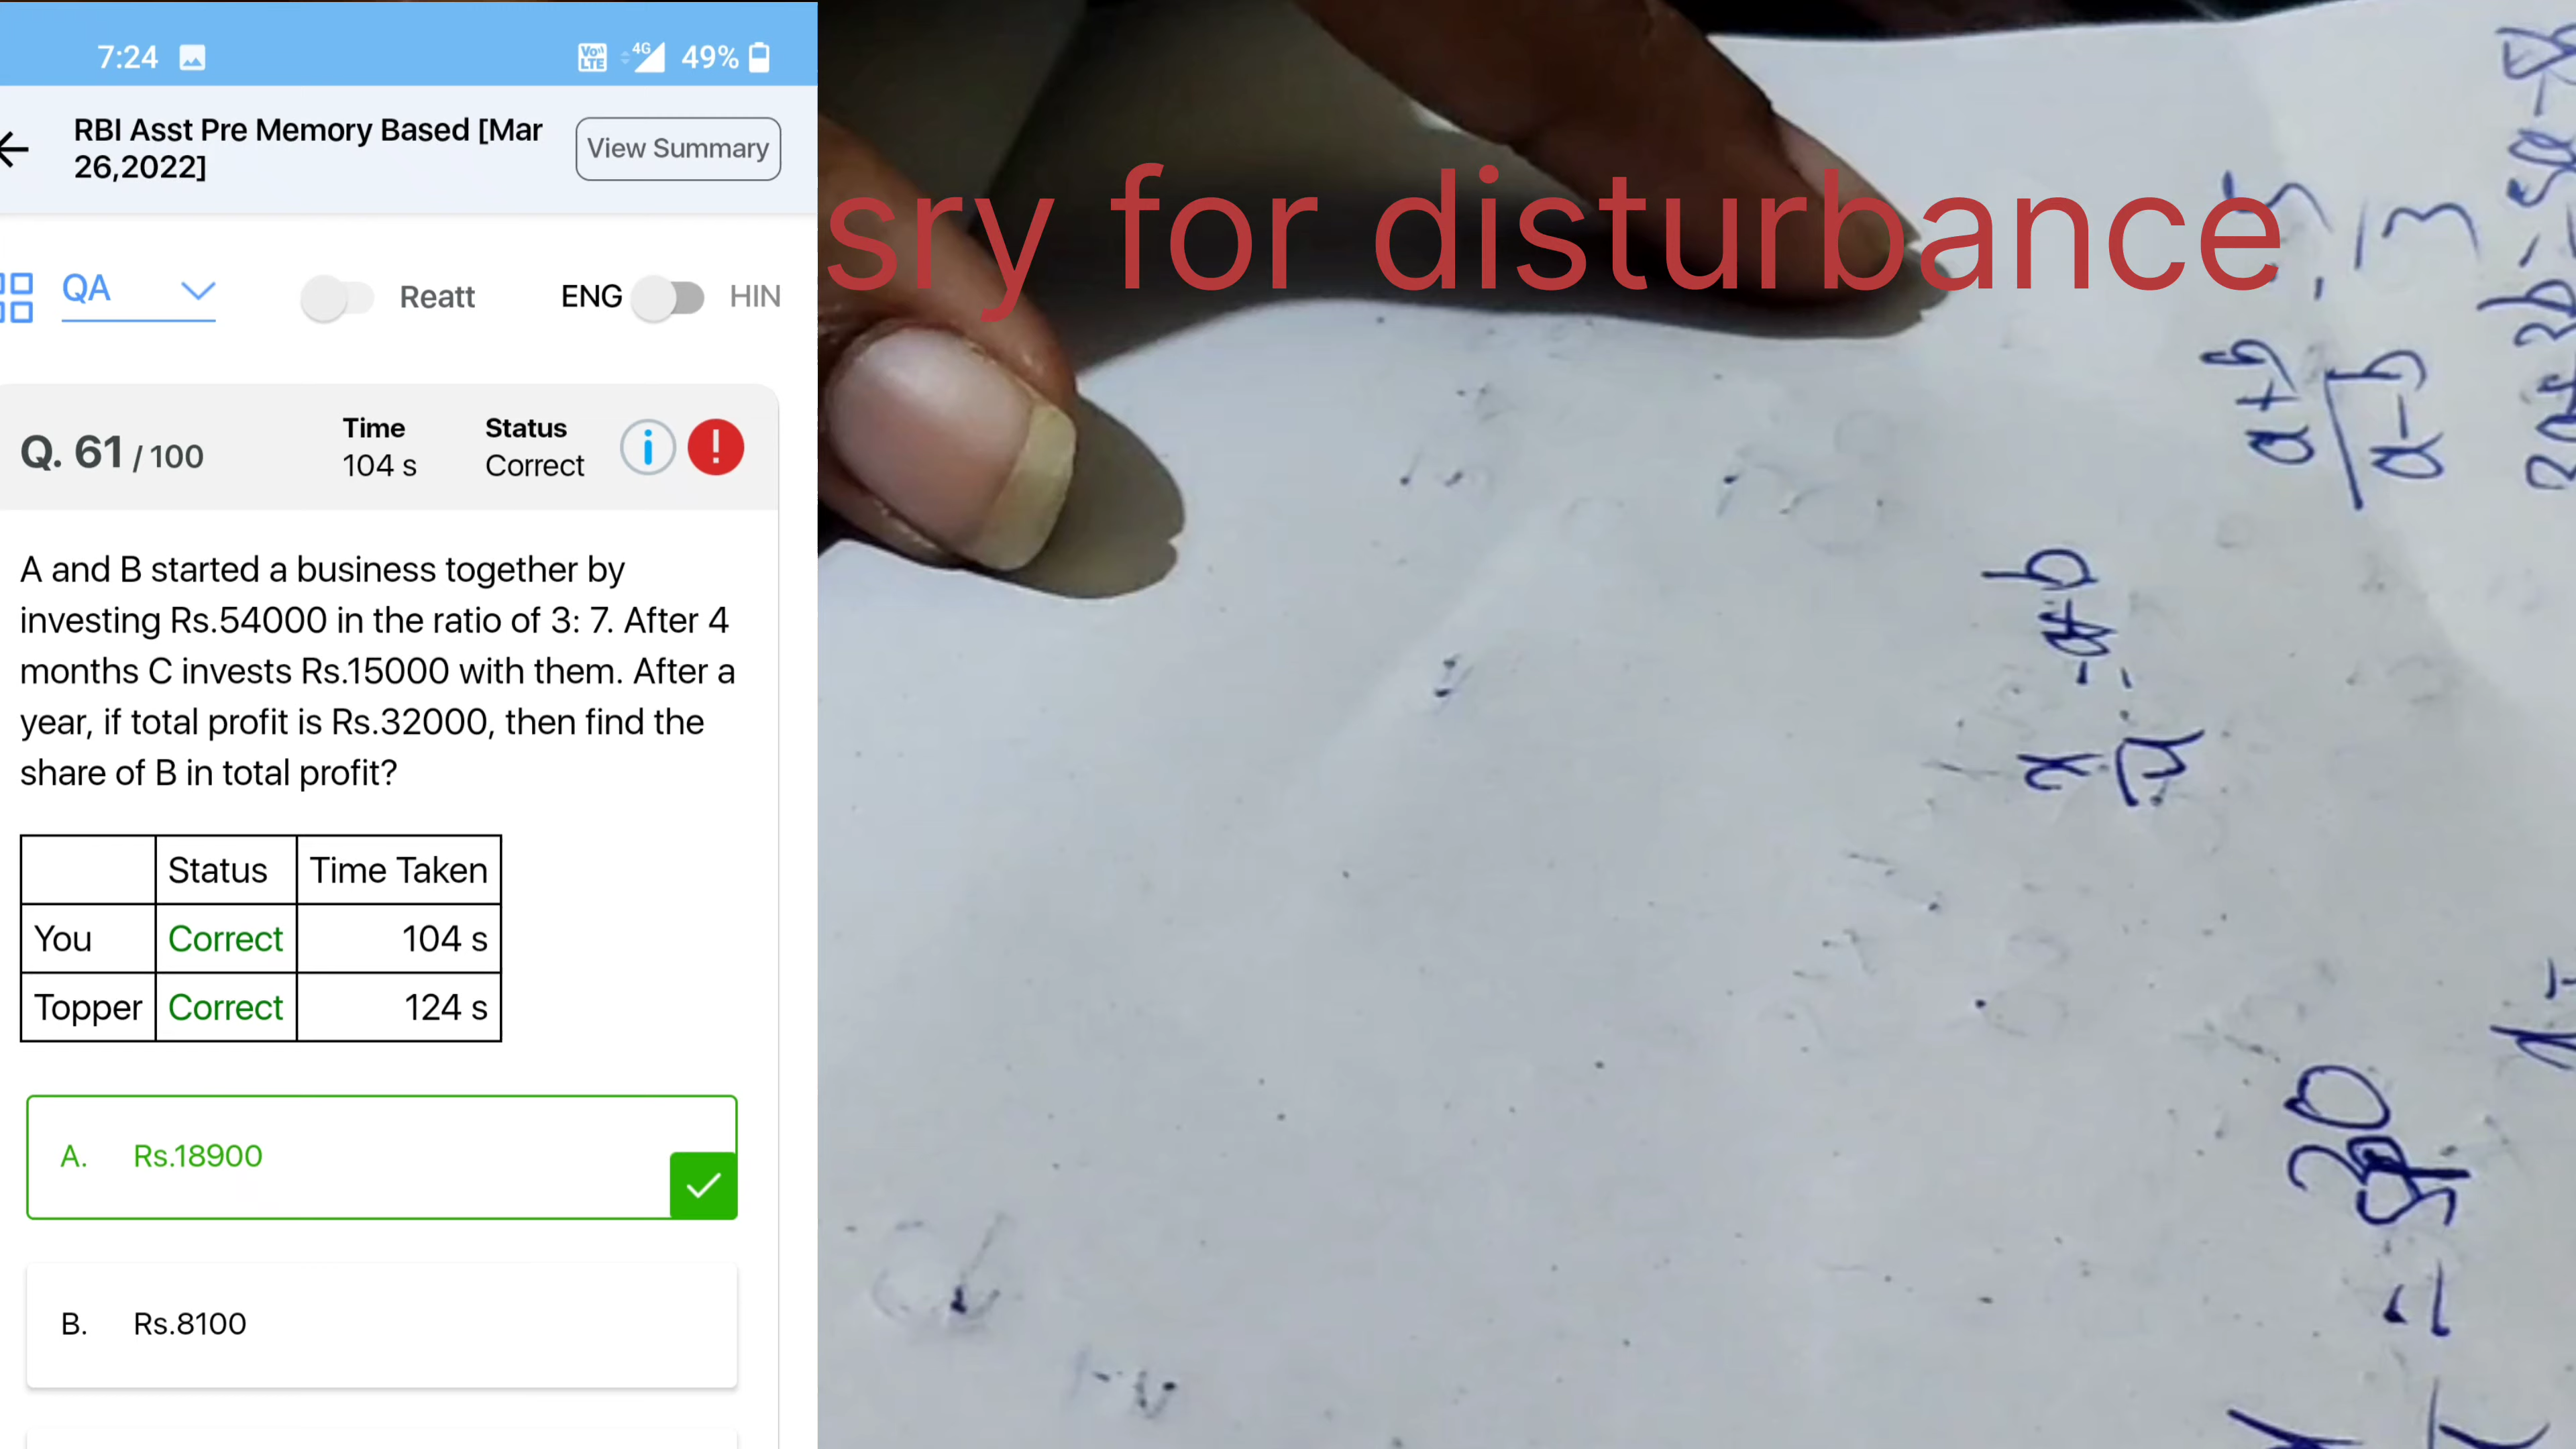 7:24
Vo)) LTE 4G 49%
RBI Asst Pre Memory Based [Mar
26,2022]
View Summary
QA
Reatt
ENG
HIN
Q. 61 / 100
Time
104 s
Status
Correct
A and B started a business together by
investing Rs.54000 in the ratio of 3: 7. After 4
months C invests Rs.15000 with them. After a
year, if total profit is Rs.32000, then find the
share of B in total profit?
Status Time Taken
You Correct 104 s
Topper Correct 124 s
A. Rs.18900
B. Rs.8100
sry for disturbance
a+b
a-b